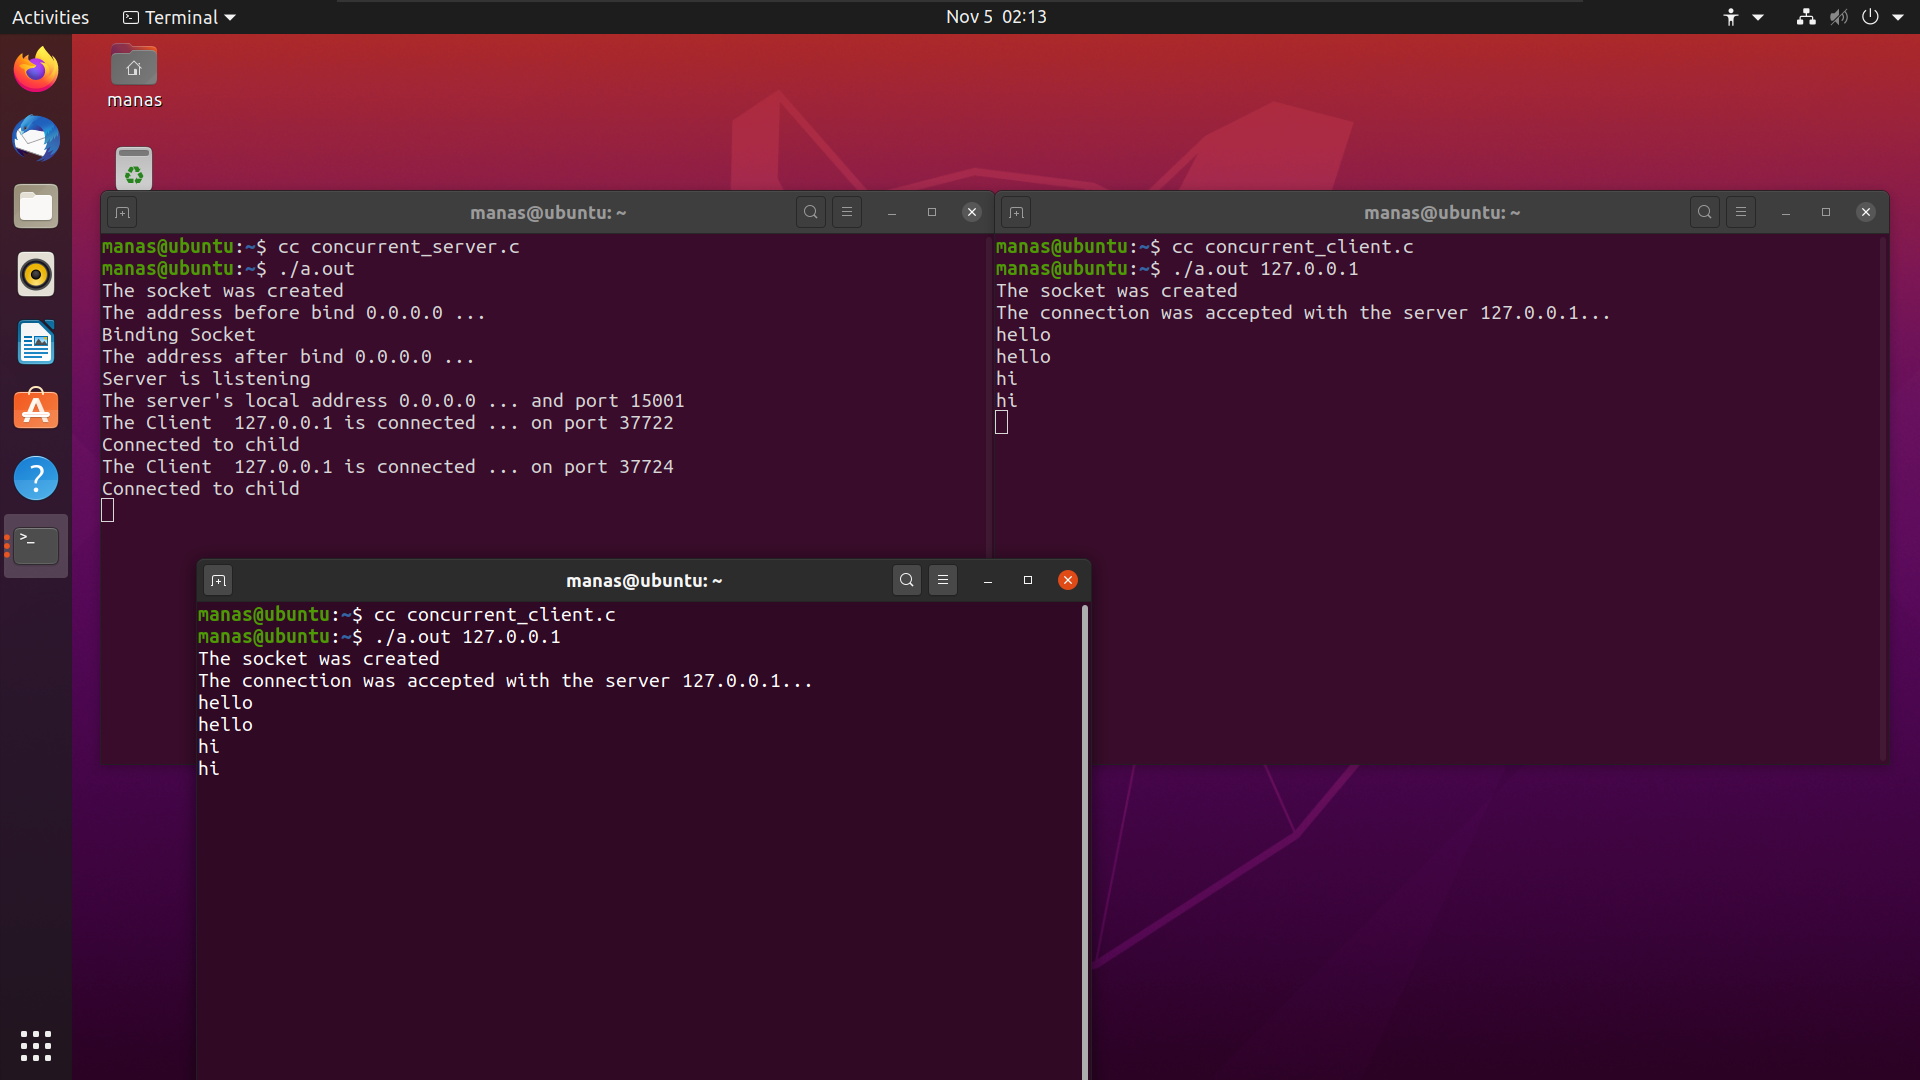 Activities
Terminal
Nov 5 02:13
manas
manas@ubuntu: ~
manas@ubuntu:~$ cc concurrent_server.c
manas@ubuntu:~$ ./a.out
The socket was created
The address before bind 0.0.0.0 ...
Binding Socket
The address after bind 0.0.0.0 ...
Server is listening
The server's local address 0.0.0.0 ... and port 15001
The Client  127.0.0.1 is connected ... on port 37722
Connected to child
The Client  127.0.0.1 is connected ... on port 37724
Connected to child
manas@ubuntu: ~
manas@ubuntu:~$ cc concurrent_client.c
manas@ubuntu:~$ ./a.out 127.0.0.1
The socket was created
The connection was accepted with the server 127.0.0.1...
hello
hello
hi
hi
manas@ubuntu: ~
manas@ubuntu:~$ cc concurrent_client.c
manas@ubuntu:~$ ./a.out 127.0.0.1
The socket was created
The connection was accepted with the server 127.0.0.1...
hello
hello
hi
hi